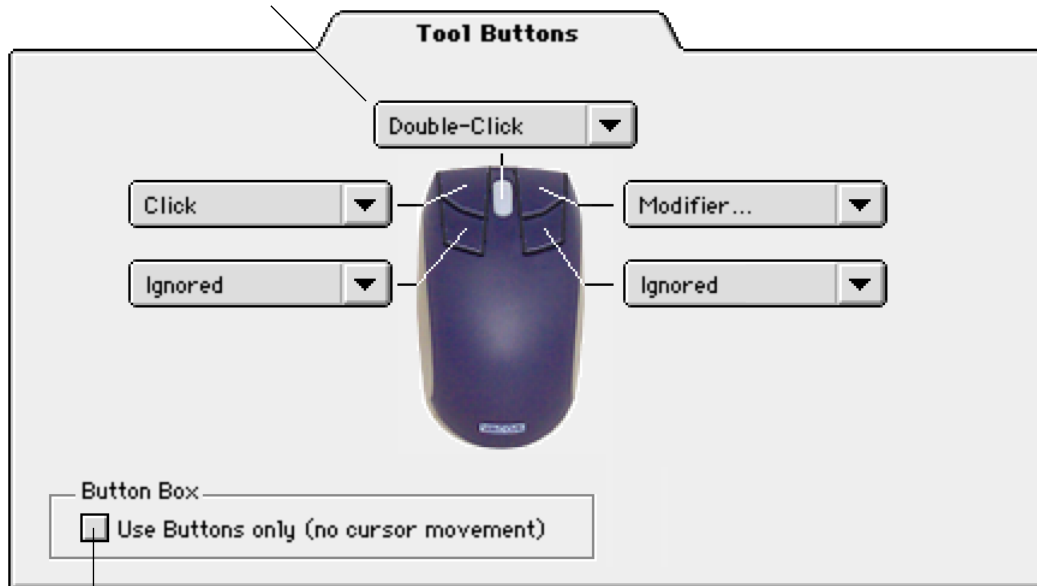 Tool Buttons
Double-Click
Click
Modifier...
Ignored
Ignored
Button Box
Use Buttons only (no cursor movement)